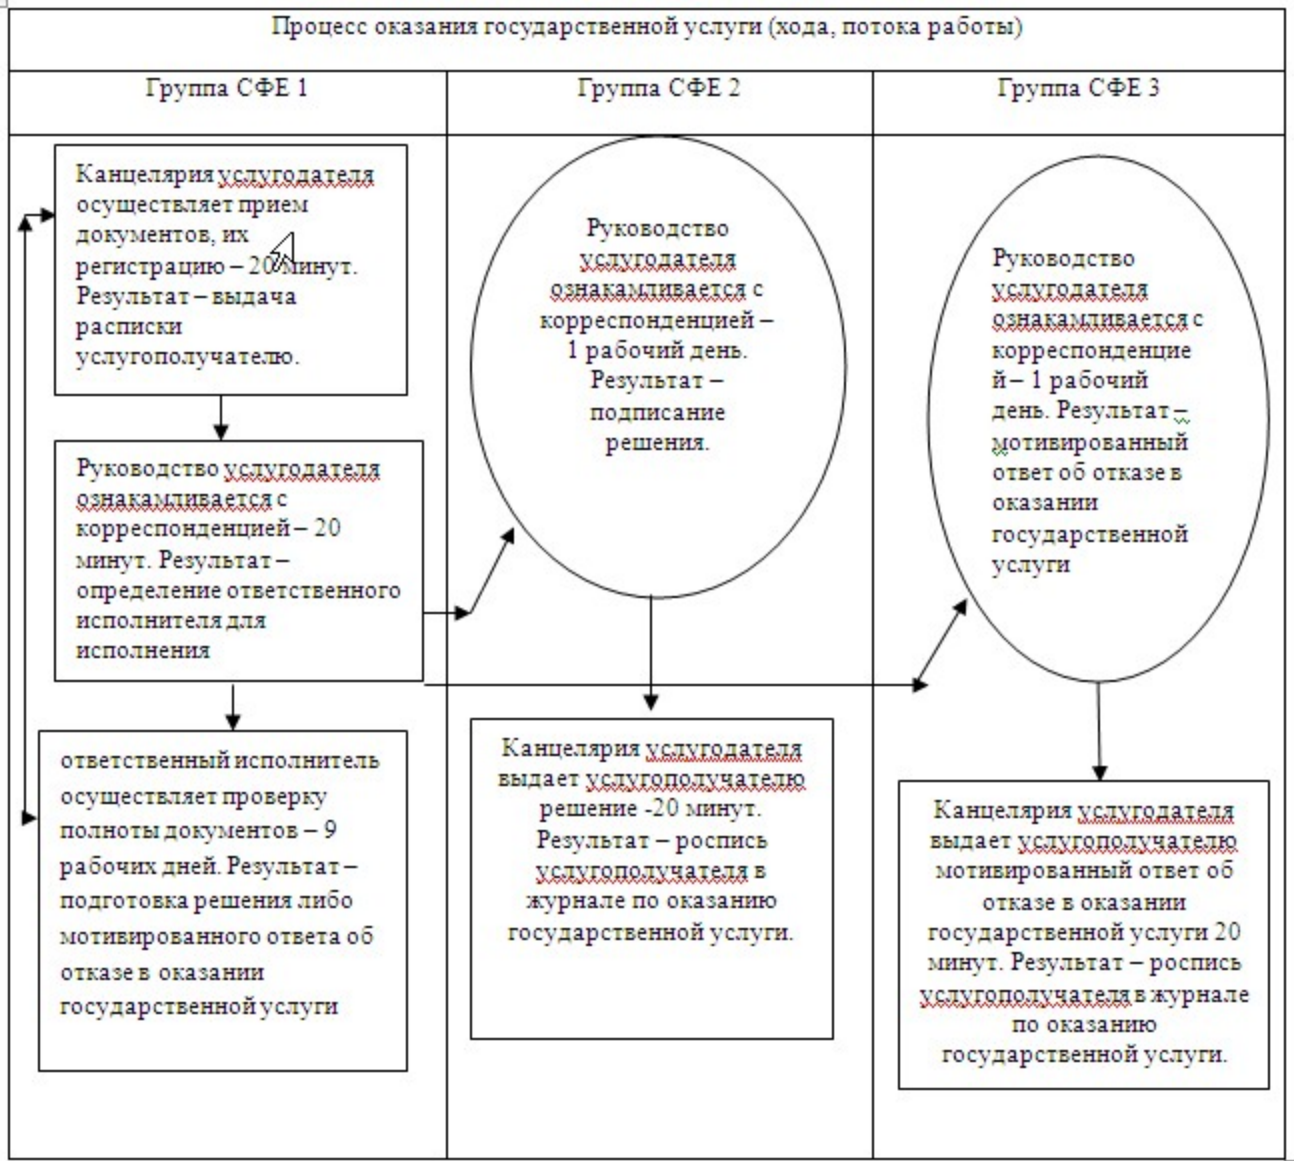 Процесс оказания государственной услуги (хода, потока работы)
Группа СФЕ 1
Группа СФЕ 2
Группа СФЕ 3
Канцелярия услугодателя
осуществляет прием
документов, их
регистрацию – 20 минут.
Результат – выдача
расписки
услугополучателю.
Руководство услугодателя
ознакамливается с
корреспонденцией – 20
минут. Результат –
определение ответственного
исполнителя для
исполнения
ответственный исполнитель
осуществляет проверку
полноты документов – 9
рабочих дней. Результат –
подготовка решения либо
мотивированного ответа об
отказе в оказании
государственной услуги
Руководство
услугодателя
ознакамливается с
корреспонденцией –
1 рабочий день.
Результат –
подписание
решения.
Канцелярия услугодателя
выдает услугополучателю
решение -20 минут.
Результат – роспись
услугополучателя в
журнале по оказанию
государственной услуги.
Руководство
услугодателя
ознакамливается с
корреспонденцие
й – 1 рабочий
день. Результат –
мотивированный
ответ об отказе в
оказании
государственной
услуги
Канцелярия услугодателя
выдает услугополучателю
мотивированный ответ об
отказе в оказании
государственной услуги 20
минут. Результат – роспись
услугополучателя в журнале
по оказанию
государственной услуги.